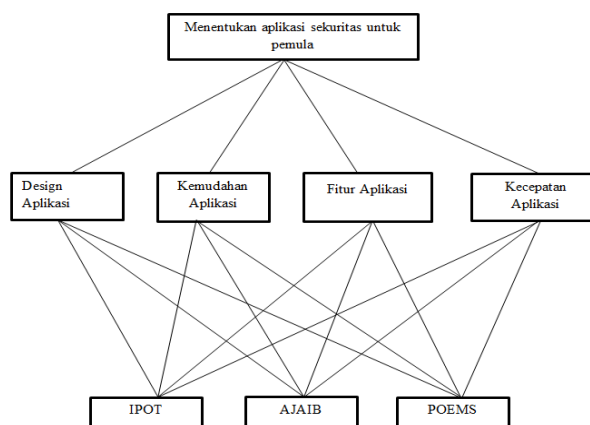 Menentukan aplikasi sekuritas untuk
pemula
Design
Aplikasi
Kemudahan
Aplikasi
Fitur Aplikasi
Kecepatan
Aplikasi
IPOT
AJAIB
POEMS